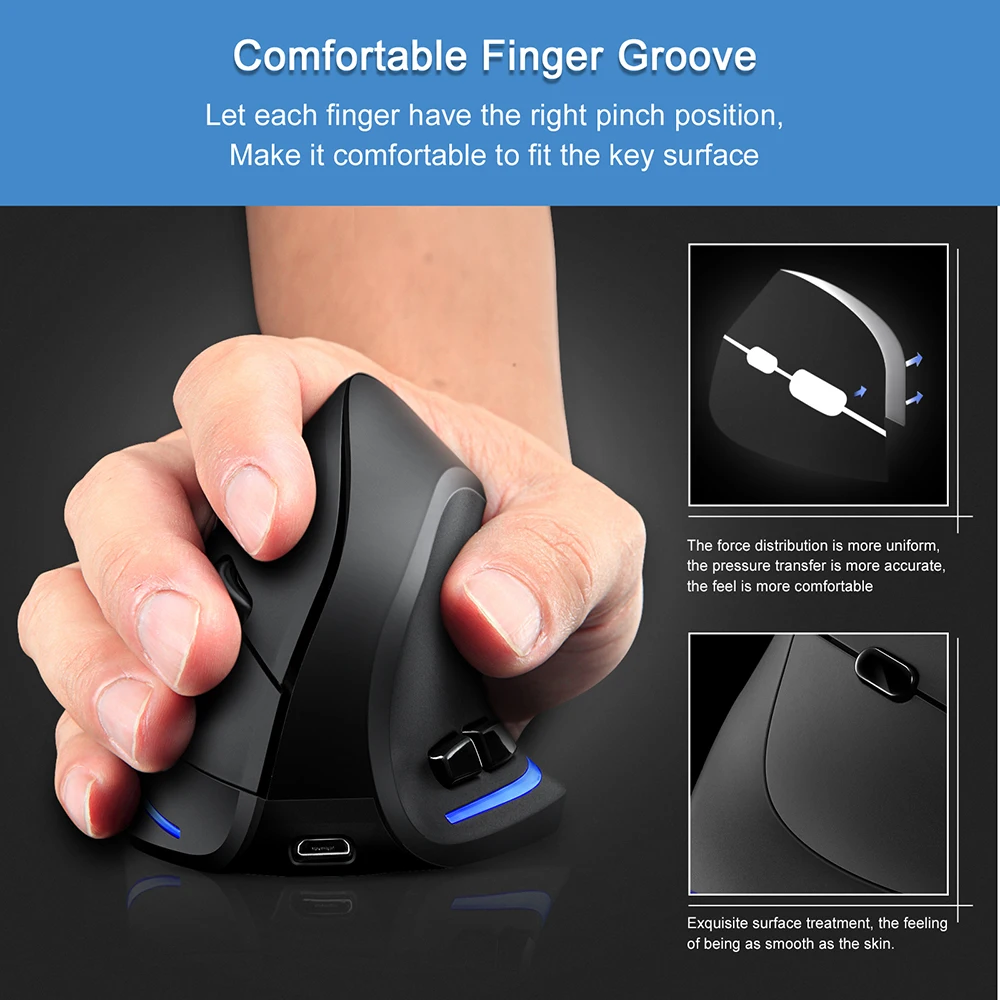 Comfortable Finger Groove
Let each finger have the right pinch position,
Make it comfortable to fit the key surface
The force distribution is more uniform,
the pressure transfer is more accurate,
the feel is more comfortable
Exquisite surface treatment, the feeling
of being as smooth as the skin.